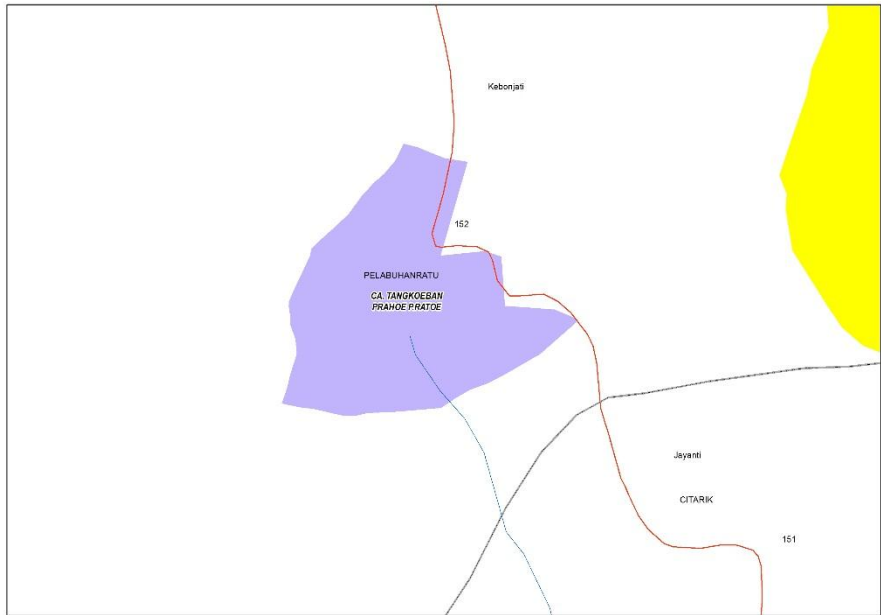 Kebonjati
152
PELABUHANRATU
CA. TANGKOEBAN
PRAHOE PRATOE
Jayanti
CITARIK
151